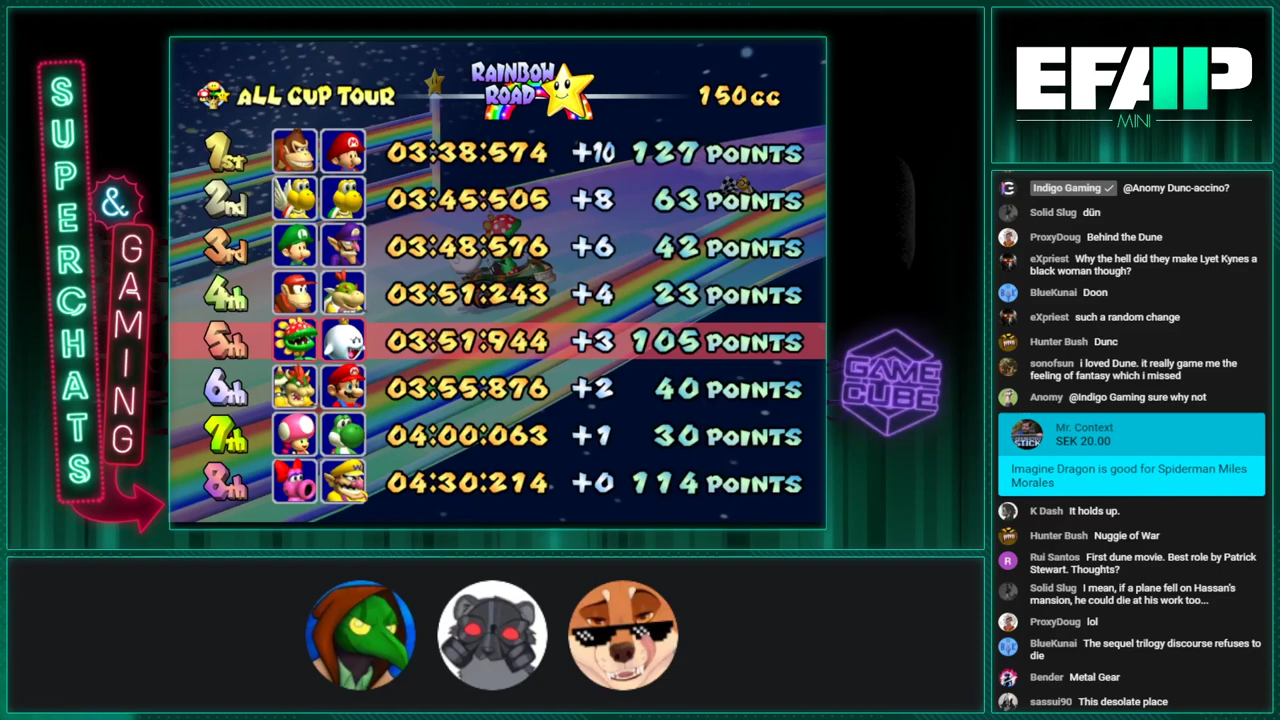 SUPERCHATS
&
GAMING
ALL CUP TOUR
RAINBOW
ROAD
150cc
1st 03:38:574 +10 127 POINTS
2nd 03:45:505 +8 63 POINTS
3rd 03:48:576 +6 42 POINTS
4th 03:51:243 +4 23 POINTS
5th 03:51:944 +3 105 POINTS
6th 03:55:876 +2 40 POINTS
7th 04:00:063 +1 30 POINTS
8th 04:30:214 +0 114 POINTS
GAME
CUBE
EFAP
MINI
Indigo Gaming ✓ @Anomy Dunc-accino?
Solid Slug dün
ProxyDoug Behind the Dune
eXpriest Why the hell did they make Lyet Kynes a
black woman though?
BlueKunai Doon
eXpriest such a random change
Hunter Bush Dunc
sonofsun i loved Dune. it really game me the
feeling of fantasy which i missed
Anomy @Indigo Gaming sure why not
Mr. Context
SEK 20.00
Imagine Dragon is good for Spiderman Miles
Morales
K Dash It holds up.
Hunter Bush Nuggie of War
R Rui Santos First dune movie. Best role by Patrick
Stewart. Thoughts?
Solid Slug I mean, if a plane fell on Hassan's
mansion, he could die at his work too...
ProxyDoug lol
BlueKunai The sequel trilogy discourse refuses to
die
Bender Metal Gear
sassui90 This desolate place